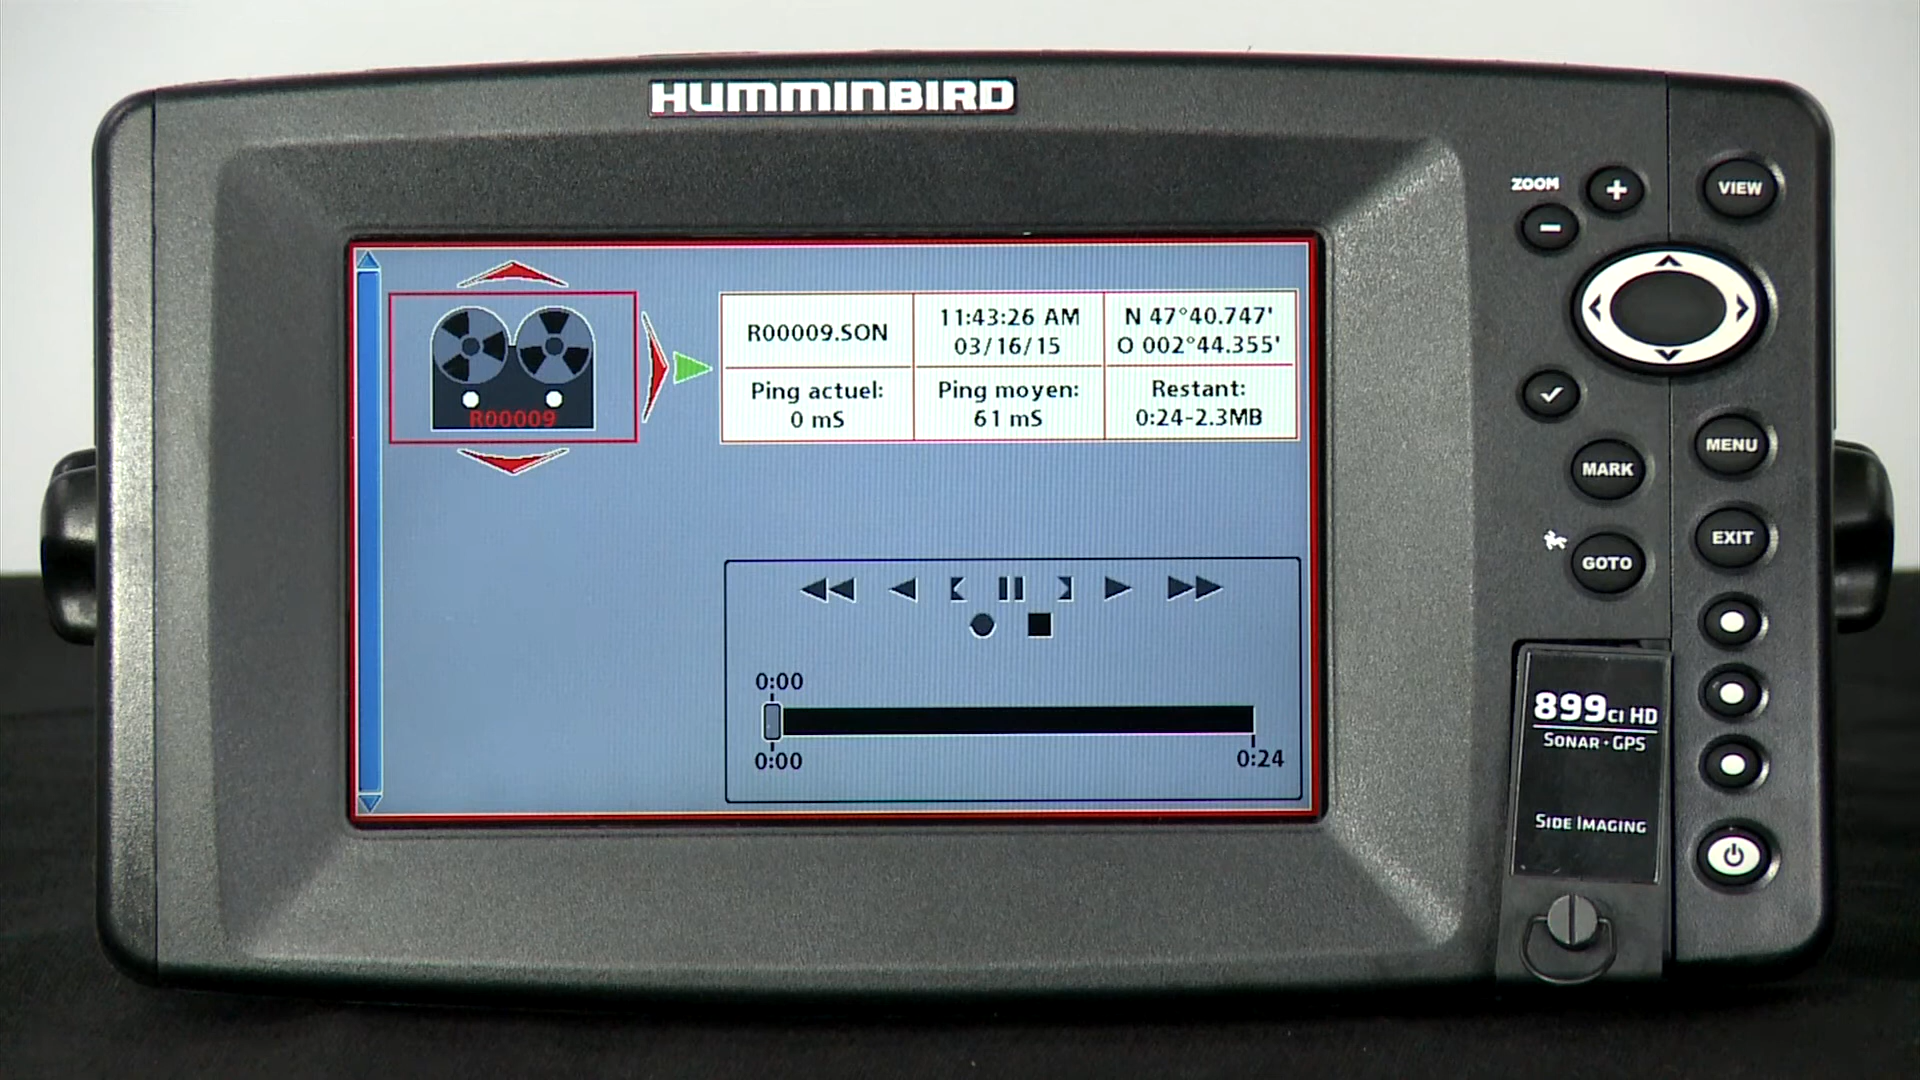 HUMMINBIRD
ZOOM
+
-
VIEW
R00009
R00009.SON
11:43:26 AM
03/16/15
N 47°40.747'
O 002°44.355'
Ping actuel:
0 mS
Ping moyen:
61 mS
Restant:
0:24-2.3MB
MARK
MENU
GOTO
EXIT
0:00
0:00
0:24
899CI HD
SONAR·GPS
SIDE IMAGING